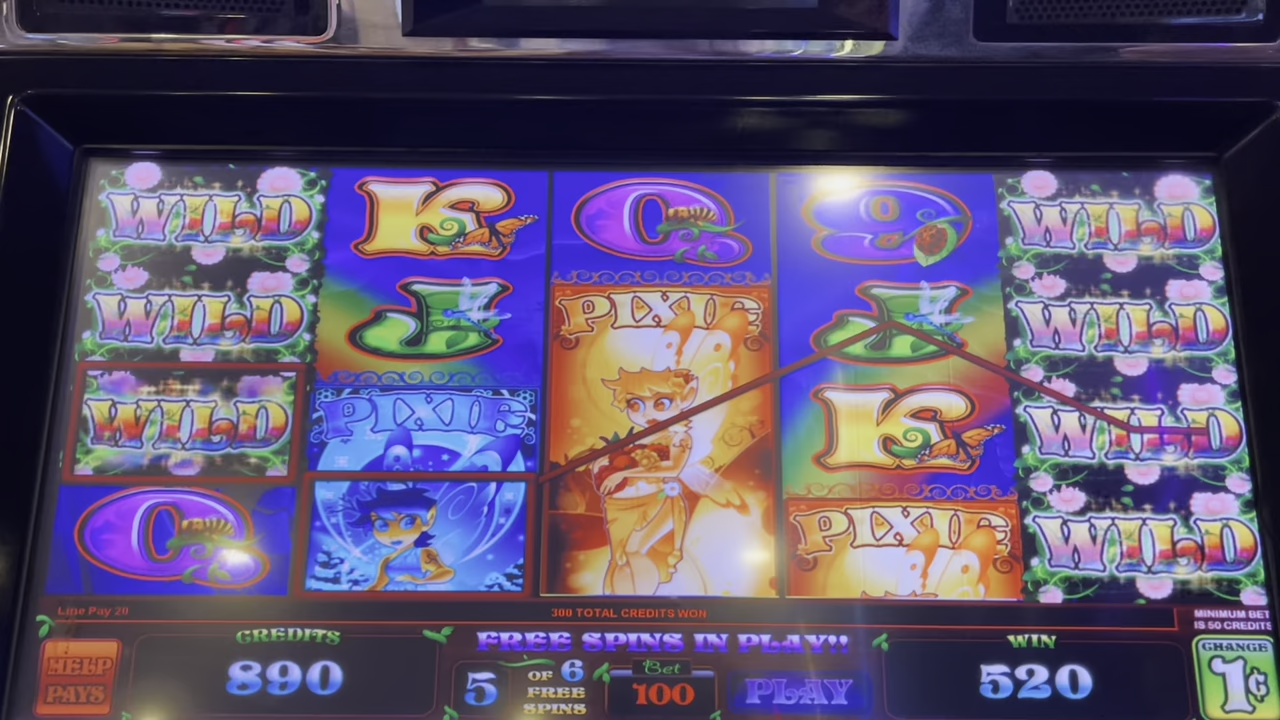 WILD K Q 9 WILD
WILD J PIXIE J WILD
WILD PIXIE K WILD
Q PIXIE WILD
Line Pay 20
300 TOTAL CREDITS WON
MINIMUM BET
IS 50 CREDITS
HELP
PAYS
CREDITS
890
FREE SPINS IN PLAY!!
5 OF 6
FREE
SPINS
Bet
100
PLAY
WIN
520
CHANGE
1¢